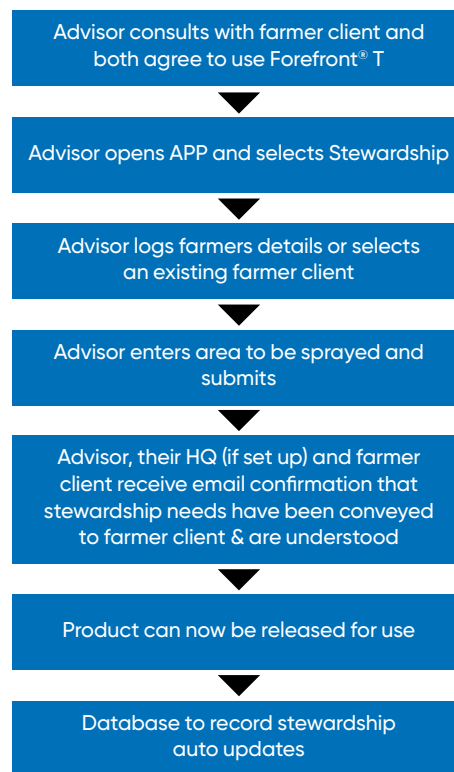 Advisor consults with farmer client and
both agree to use Forefront® T
Advisor opens APP and selects Stewardship
Advisor logs farmers details or selects
an existing farmer client
Advisor enters area to be sprayed and
submits
Advisor, their HQ (if set up) and farmer
client receive email confirmation that
stewardship needs have been conveyed
to farmer client & are understood
Product can now be released for use
Database to record stewardship
auto updates